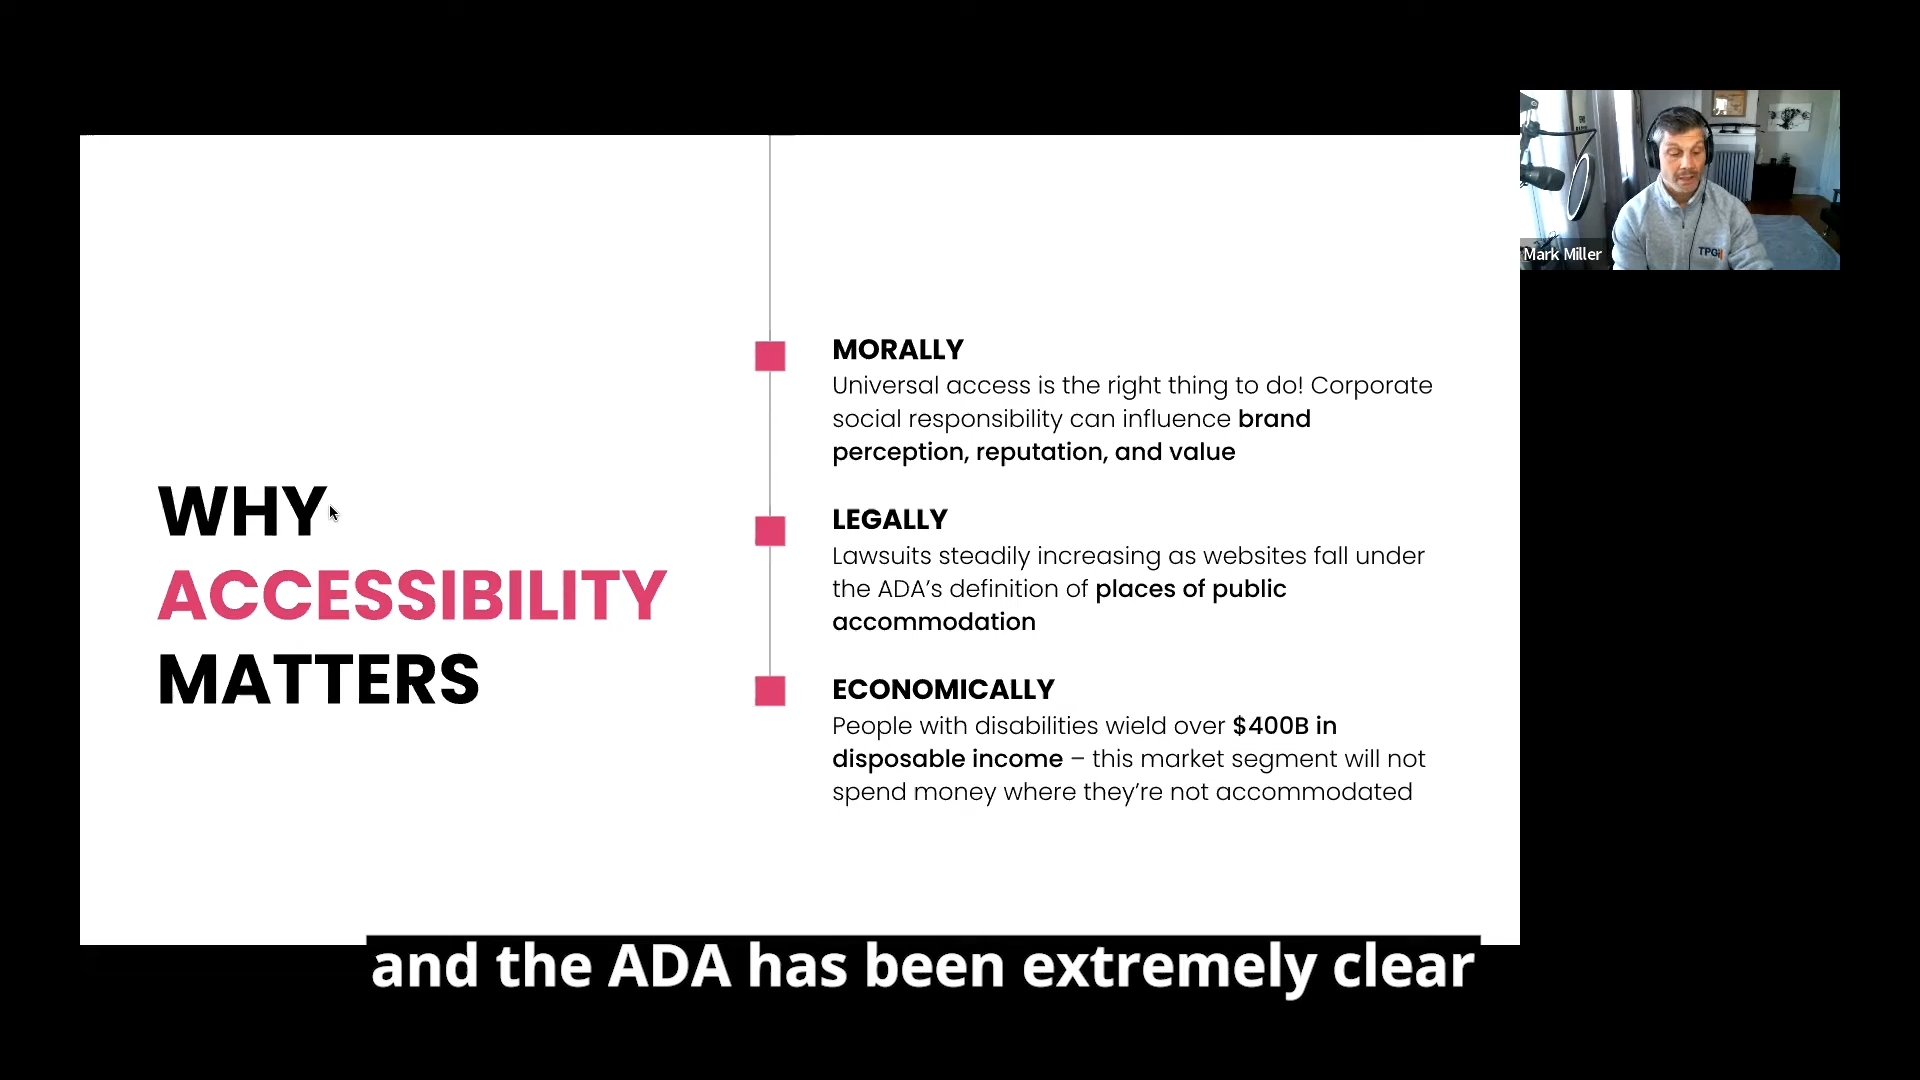 WHY
ACCESSIBILITY
MATTERS
MORALLY
Universal access is the right thing to do! Corporate
social responsibility can influence brand
perception, reputation, and value
LEGALLY
Lawsuits steadily increasing as websites fall under
the ADA’s definition of places of public
accommodation
ECONOMICALLY
People with disabilities wield over $400B in
disposable income – this market segment will not
spend money where they’re not accommodated
Mark Miller
TPGi
and the ADA has been extremely clear